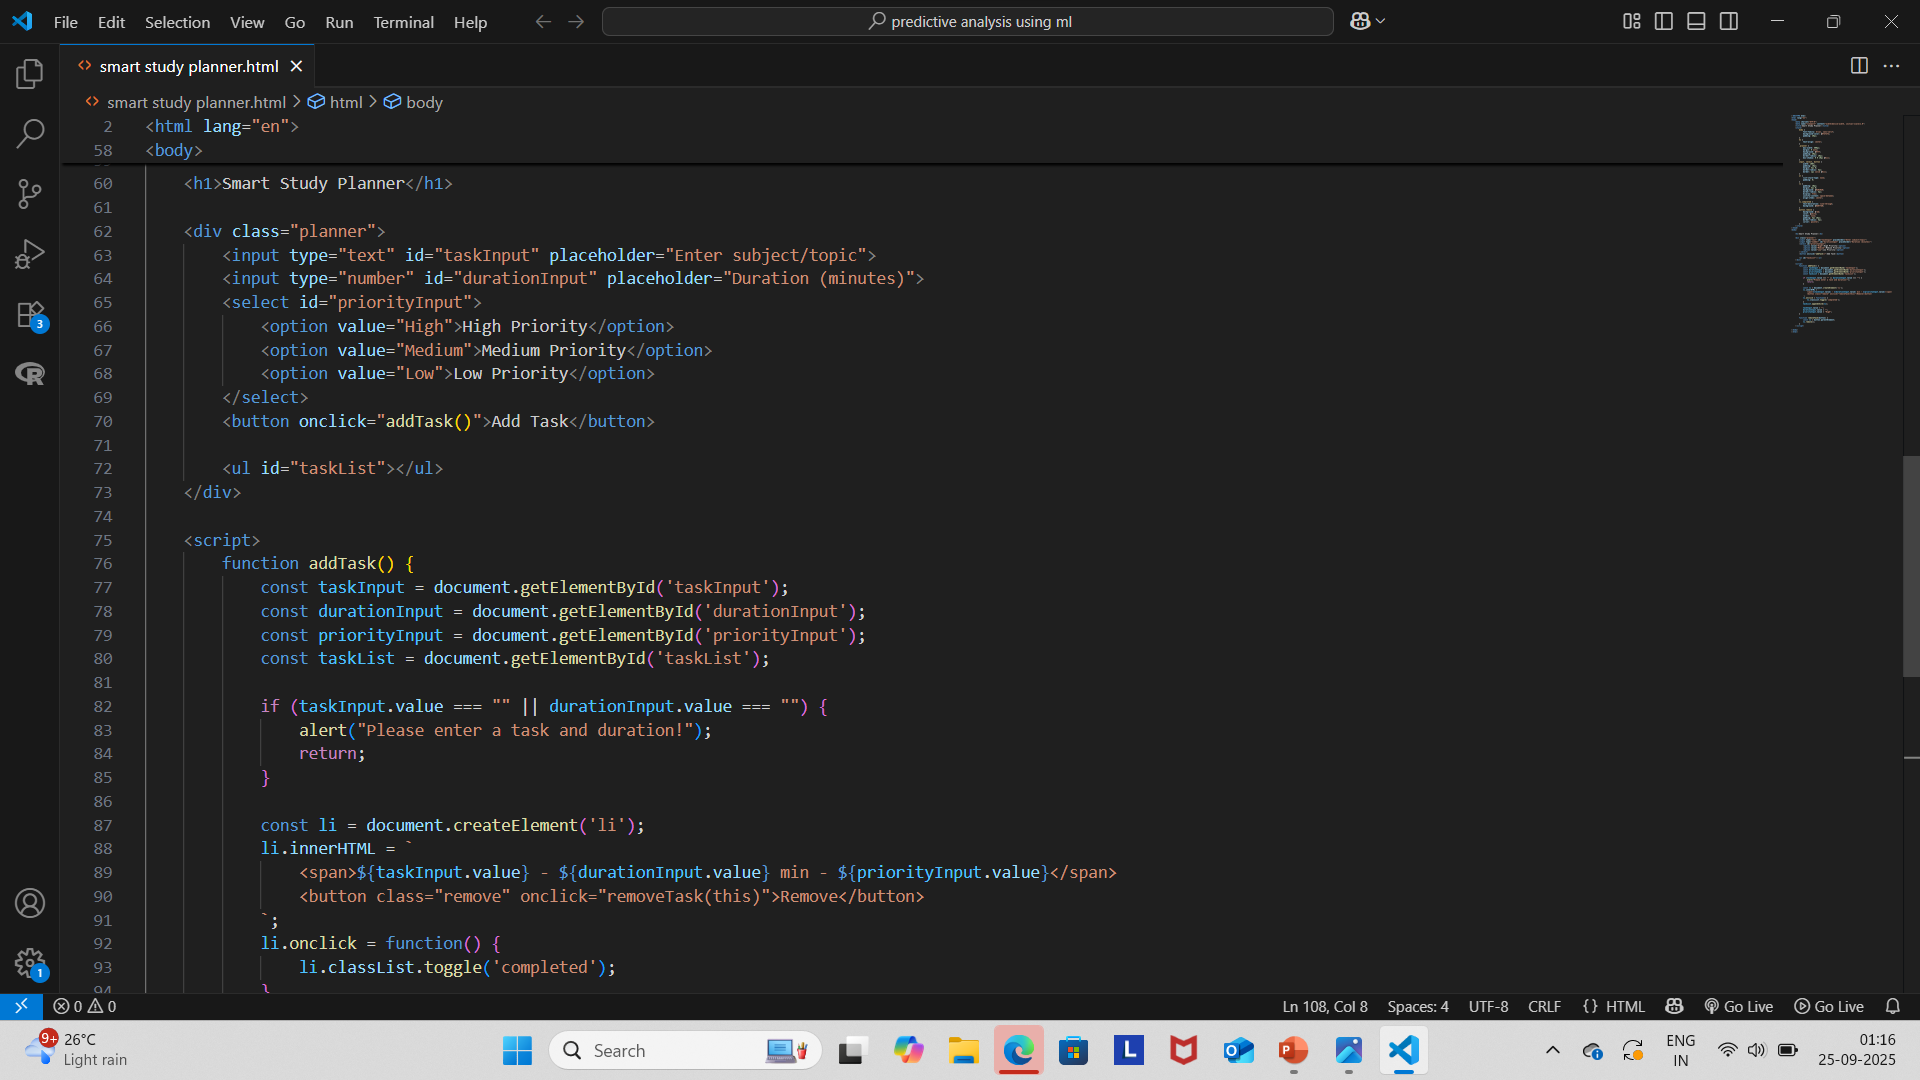 File Edit Selection View Go Run Terminal Help
predictive analysis using ml
smart study planner.html
smart study planner.html > html > body
2 <html lang="en">
58 <body>
60 <h1>Smart Study Planner</h1>
61
62 <div class="planner">
63 <input type="text" id="taskInput" placeholder="Enter subject/topic">
64 <input type="number" id="durationInput" placeholder="Duration (minutes)">
65 <select id="priorityInput">
66 <option value="High">High Priority</option>
67 <option value="Medium">Medium Priority</option>
68 <option value="Low">Low Priority</option>
69 </select>
70 <button onclick="addTask()">Add Task</button>
71
72 <ul id="taskList"></ul>
73 </div>
74
75 <script>
76 function addTask() {
77 const taskInput = document.getElementById('taskInput');
78 const durationInput = document.getElementById('durationInput');
79 const priorityInput = document.getElementById('priorityInput');
80 const taskList = document.getElementById('taskList');
81
82 if (taskInput.value === "" || durationInput.value === "") {
83 alert("Please enter a task and duration!");
84 return;
85 }
86
87 const li = document.createElement('li');
88 li.innerHTML = `
89 <span>${taskInput.value} - ${durationInput.value} min - ${priorityInput.value}</span>
90 <button class="remove" onclick="removeTask(this)">Remove</button>
91 `;
92 li.onclick = function() {
93 li.classList.toggle('completed');
94 }
3
1
0 0
Ln 108, Col 8 Spaces: 4 UTF-8 CRLF {} HTML Go Live Go Live
9+ 26°C
Light rain
Search
L
P
ENG
IN
01:16
25-09-2025